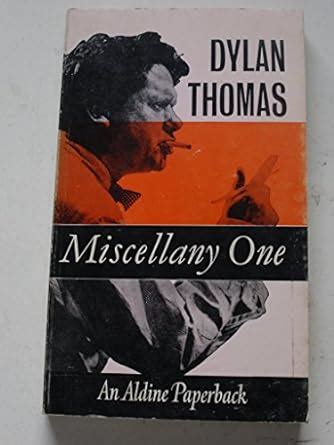 DYLAN
THOMAS
Miscellany One
An Aldine Paperback